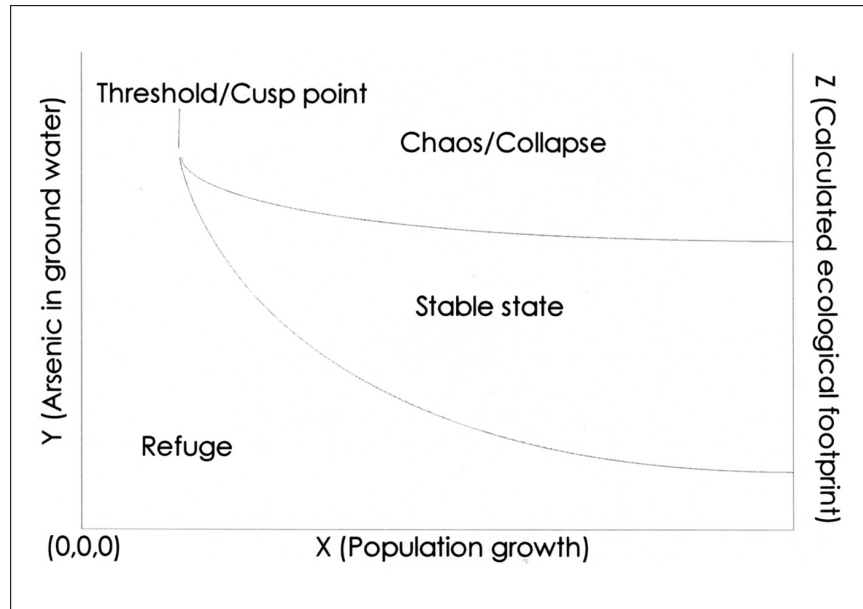 Threshold/Cusp point
Chaos/Collapse
Stable state
Refuge
Y (Arsenic in ground water)
Z (Calculated ecological footprint)
(0,0,0)
X (Population growth)